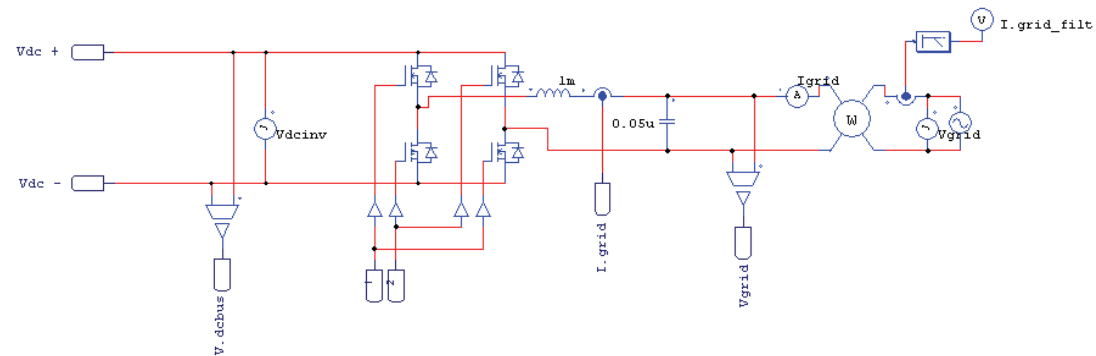 V
I.grid_filt
Vdc +
1m
Igrid
W
A
0.05u
Vdcinv
Vgrid
Vdc -
I.grid
Vgrid
1
2
V.dcbus